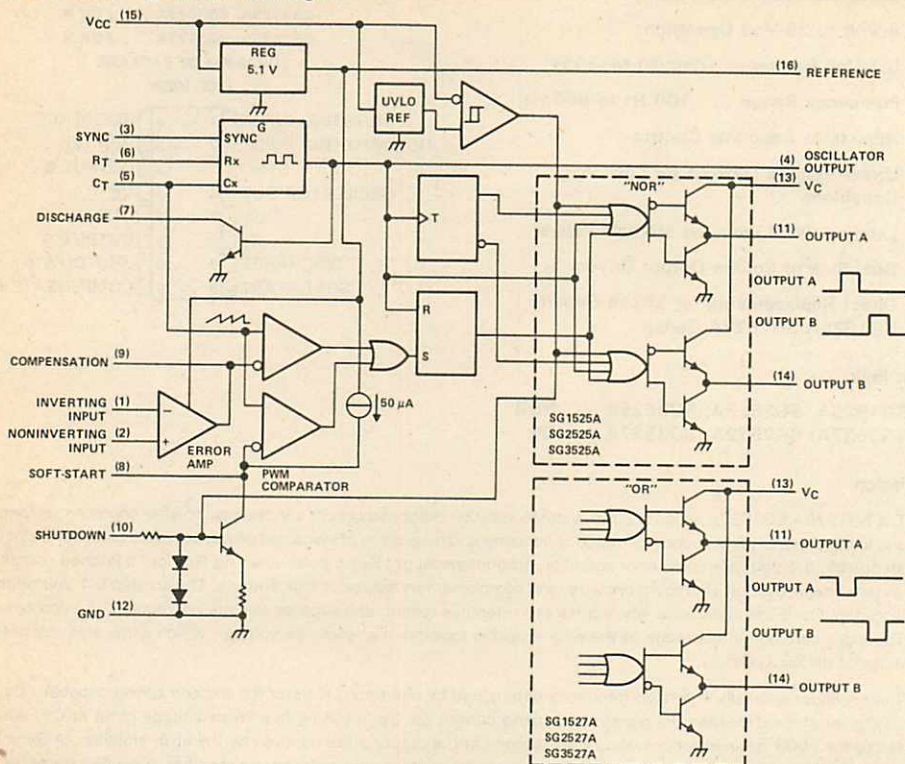 VCC (15)
REG
5.1 V
(16) REFERENCE
UVLO
REF
G
SYNC (3)
SYNC
RT (6)
Rx
CT (5)
Cx
(4) OSCILLATOR
OUTPUT
(13) VC
"NOR"
DISCHARGE (7)
T
(11) OUTPUT A
OUTPUT A
OUTPUT B
R
S
COMPENSATION (9)
50 µA
(14) OUTPUT B
INVERTING (1)
INPUT
−
NONINVERTING (2)
INPUT
+
ERROR
AMP
SG1525A
SG2525A
SG3525A
SOFT-START (8)
PWM
COMPARATOR
(13) VC
"OR"
SHUTDOWN (10)
(11) OUTPUT A
OUTPUT A
GND (12)
OUTPUT B
(14) OUTPUT B
SG1527A
SG2527A
SG3527A